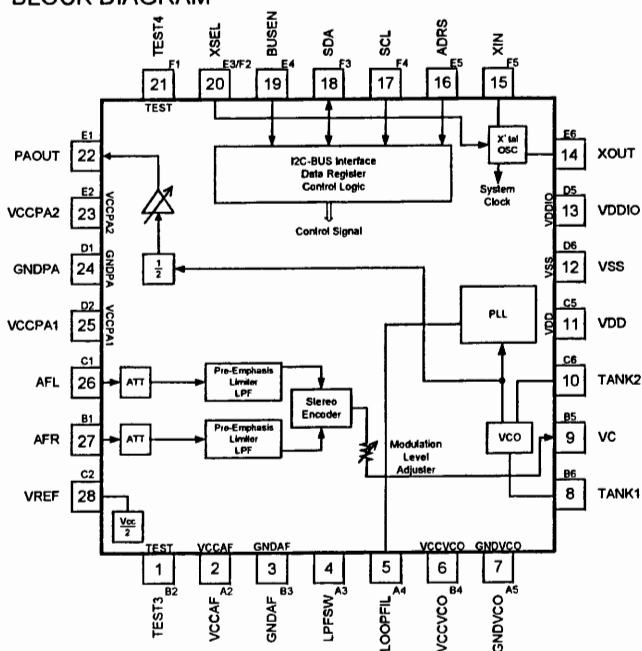 BLOCK DIAGRAM
TEST4
XSEL
BUSEN
SDA
SCL
ADRS
XIN
F1
E3/F2
E4
F3
F4
E5
F5
21
20
19
18
17
16
15
TEST
PAOUT
E1
22
VCCPA2
E2
23
VCCPA2
GNDPA
D1
24
GNDPA
VCCPA1
D2
25
VCCPA1
AFL
C1
26
AFR
B1
27
VREF
C2
28
I2C-BUS Interface
Data Register
Control Logic
Control Signal
X'tal
OSC
System
Clock
1
2
PLL
ATT
Pre-Emphasis
Limiter
LPF
Stereo
Encoder
ATT
Pre-Emphasis
Limiter
LPF
Modulation
Level
Adjuster
VCO
Vcc
2
E6
14
XOUT
D5
VDDIO
13
VDDIO
D6
VSS
12
VSS
C5
VDD
11
VDD
C6
10
TANK2
B5
9
VC
B6
8
TANK1
TEST
VCCAF
GNDAF
VCCVCO
GNDVCO
1
2
3
4
5
6
7
B2
A2
B3
A3
A4
B4
A5
TEST3
VCCAF
GNDAF
LPFSW
LOOPFIL
VCCVCO
GNDVCO